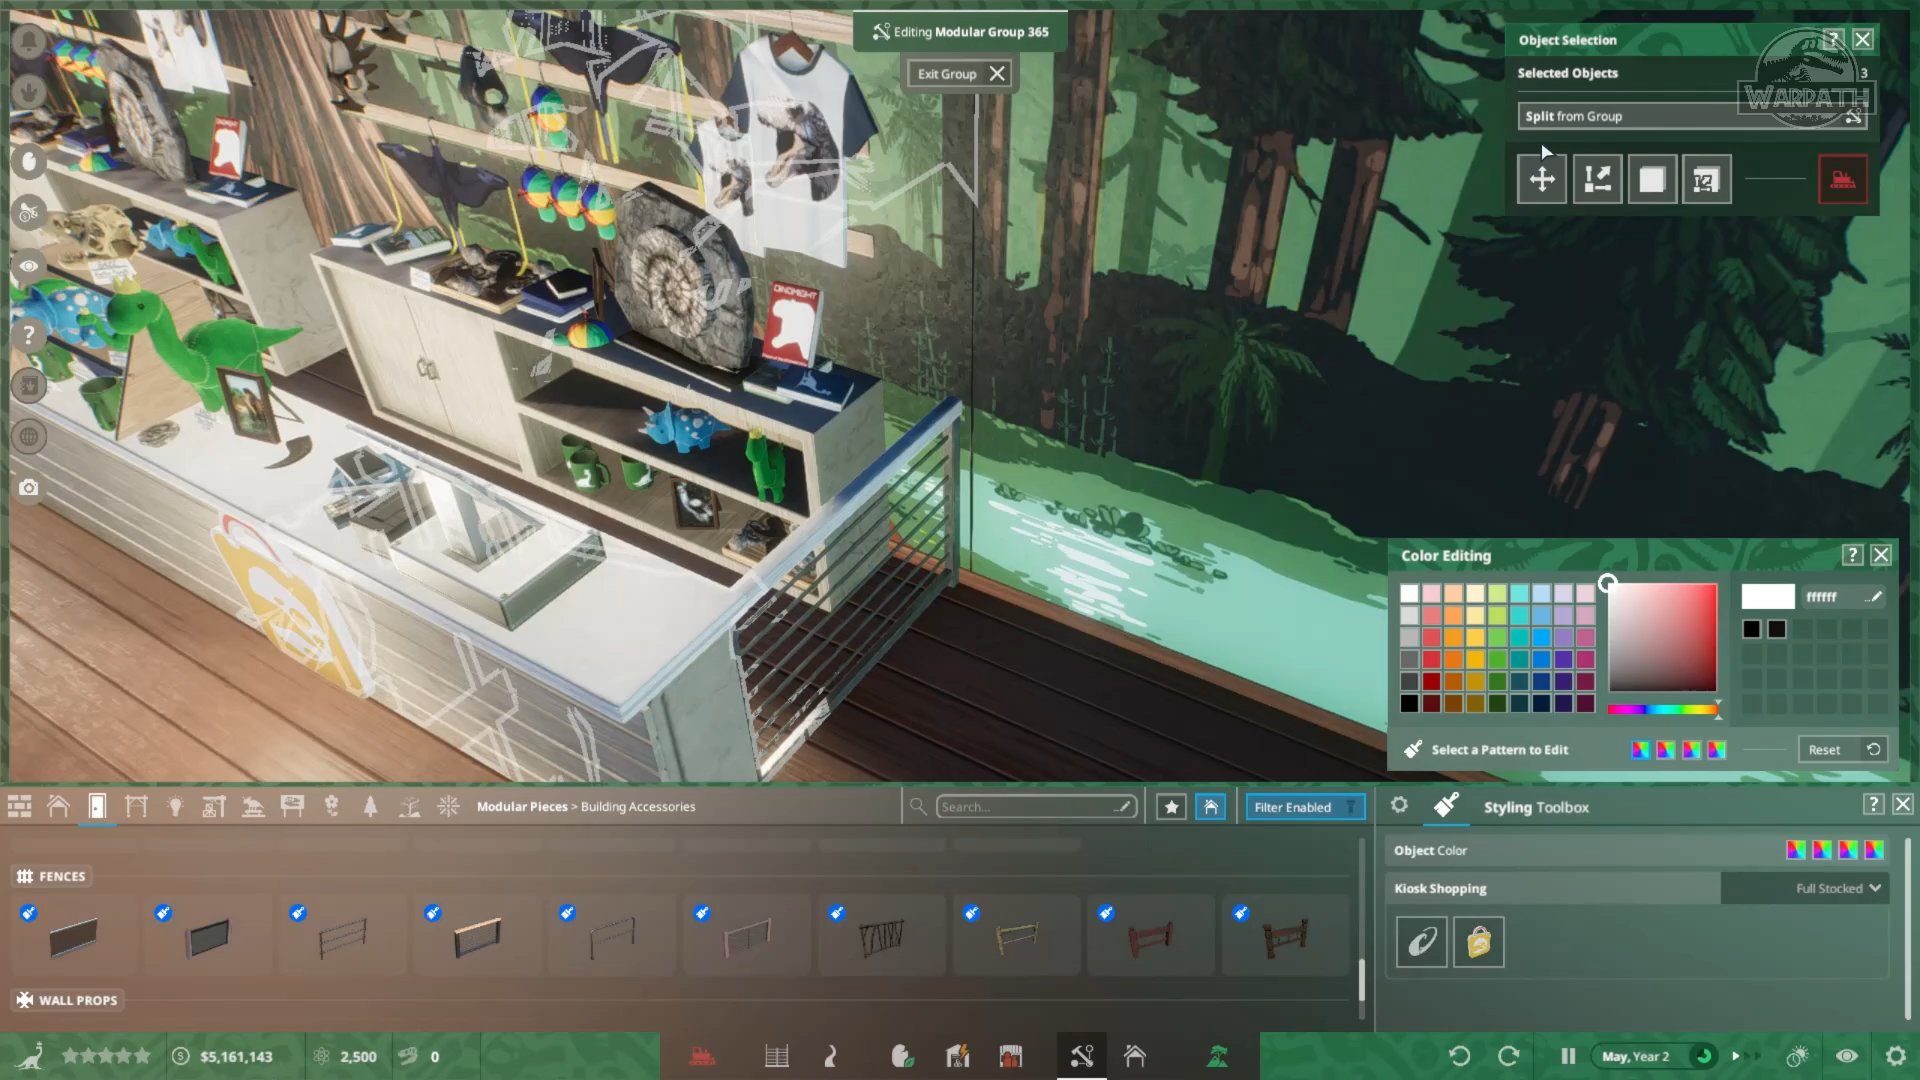 Editing Modular Group 365
Exit Group
Object Selection
?
Selected Objects
3
WARPATH
Split from Group
DINOMIGHT
DINOMIGHT
?
Color Editing
?
ffffff
Select a Pattern to Edit
Reset
Modular Pieces > Building Accessories
Search...
Filter Enabled
Styling Toolbox
?
Object Color
FENCES
Kiosk Shopping
Full Stocked
WALL PROPS
$5,161,143
2,500
0
May, Year 2